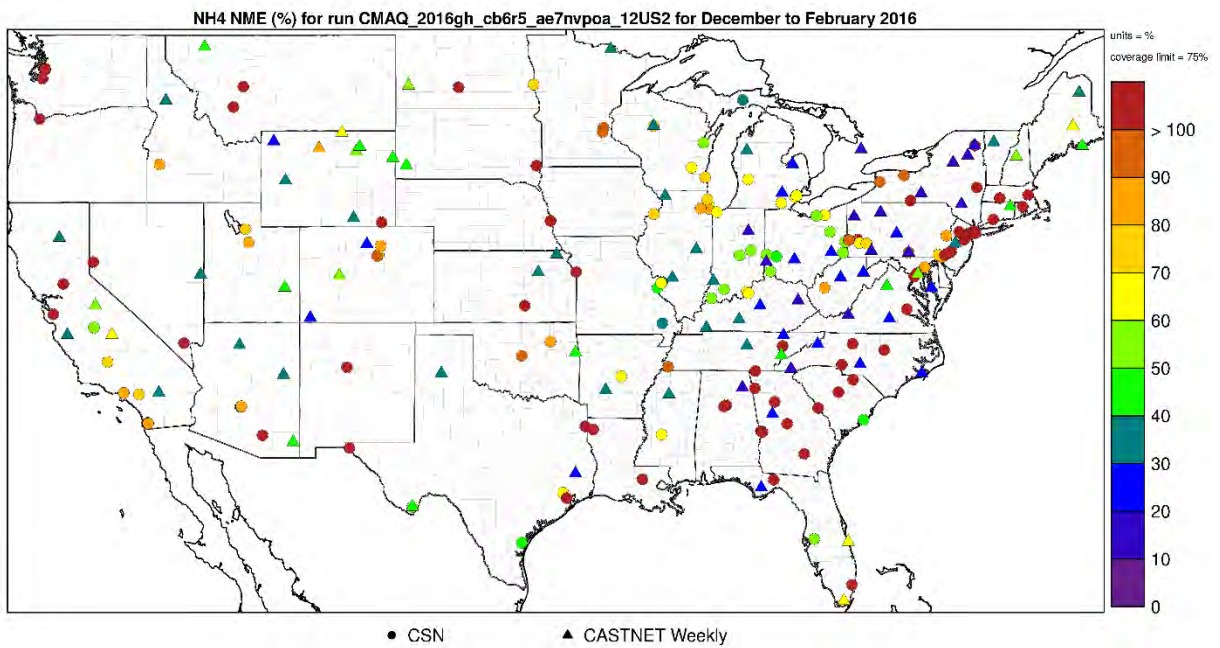 NH4 NME (%) for run CMAQ_2016gh_cb6r5_ae7nvpoa_12US2 for December to February 2016
units = %
coverage limit = 75%
> 100
90
80
70
60
50
40
30
20
10
0
CSN
CASTNET Weekly